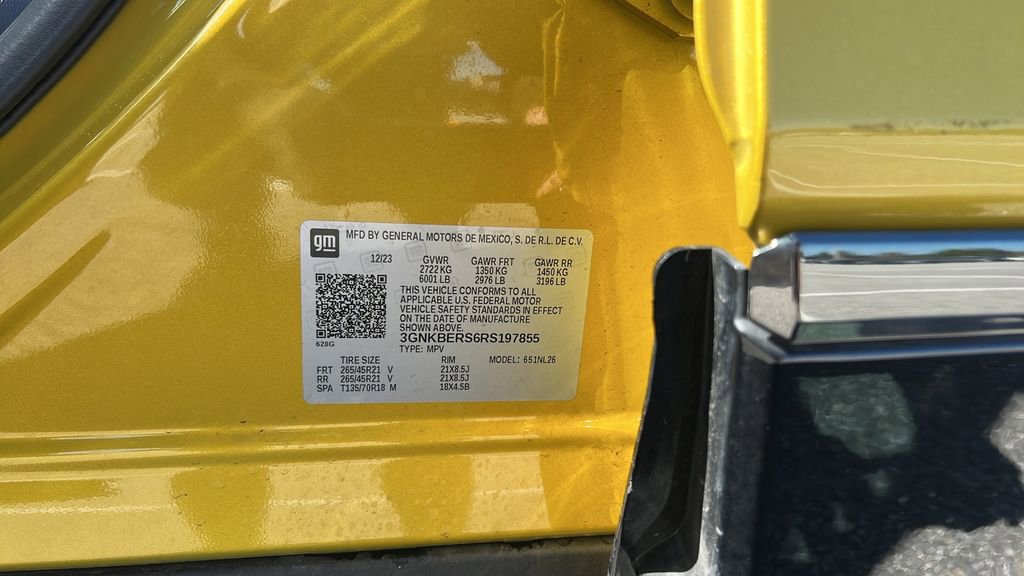 gm MFD BY GENERAL MOTORS DE MEXICO, S. DE R.L. DE C.V.
12/23 GVWR GAWR FRT GAWR RR
2722 KG 1350 KG 1450 KG
6001 LB 2976 LB 3196 LB
THIS VEHICLE CONFORMS TO ALL
APPLICABLE U.S. FEDERAL MOTOR
VEHICLE SAFETY STANDARDS IN EFFECT
ON THE DATE OF MANUFACTURE
SHOWN ABOVE.
3GNKBERS6RS197855
628G
TYPE: MPV
TIRE SIZE RIM MODEL: 651NL26
FRT 265/45R21 V 21X8.5J
RR 265/45R21 V 21X8.5J
SPA T135/70R18 M 18X4.5B